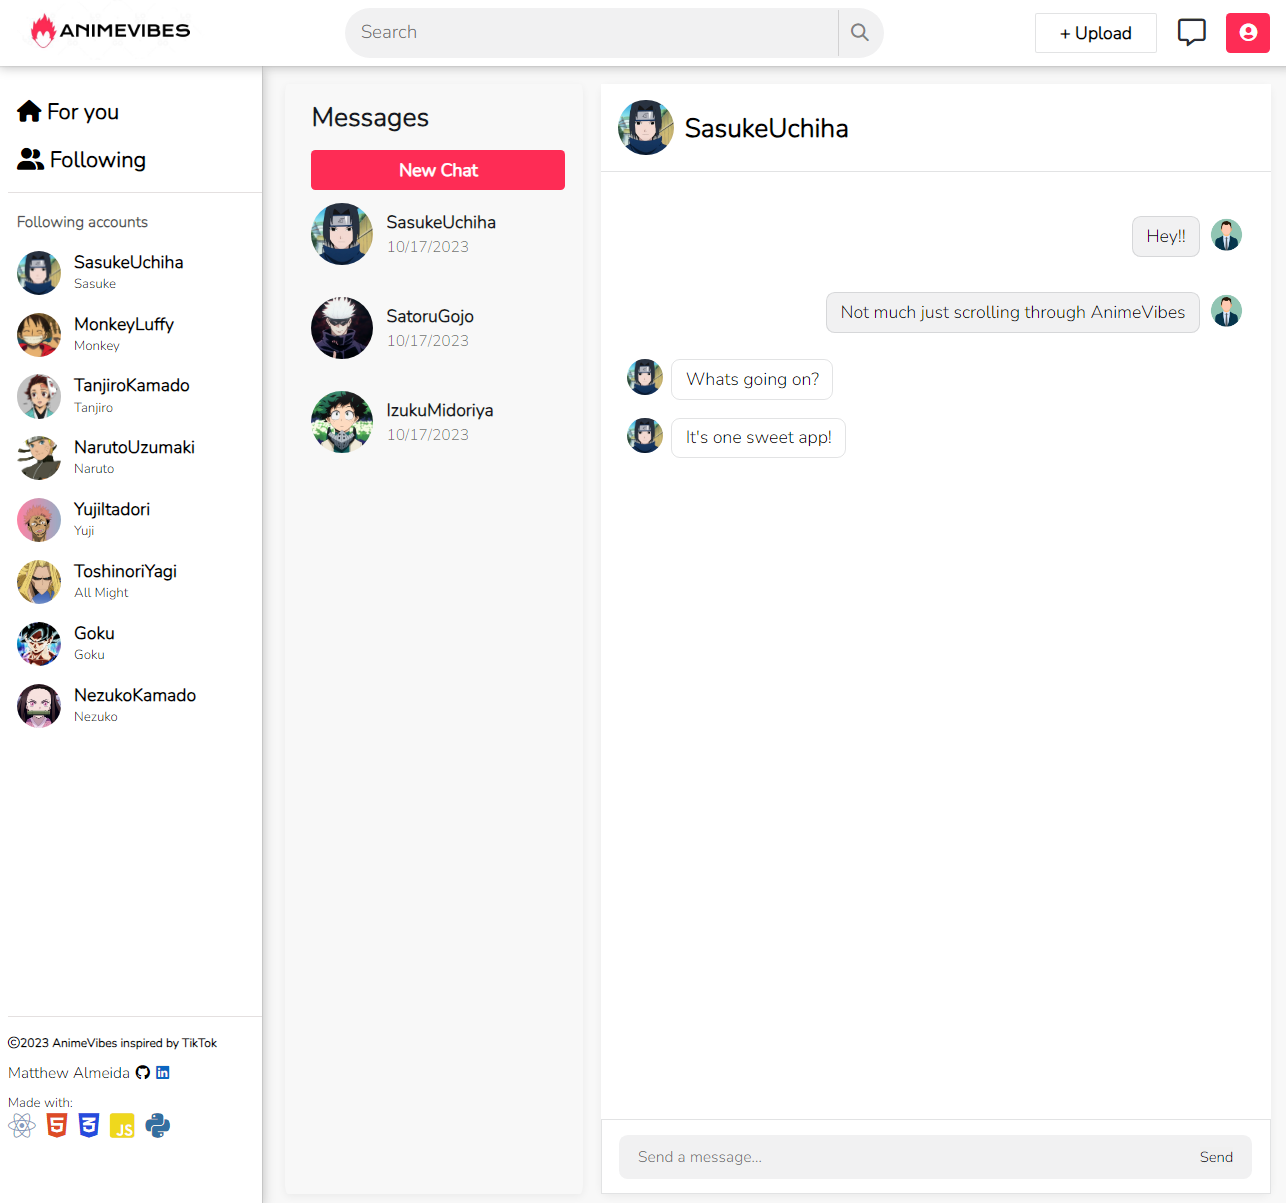 ANIMEVIBES
Search
+ Upload
For you
Following
Following accounts
SasukeUchiha
Sasuke
MonkeyLuffy
Monkey
TanjiroKamado
Tanjiro
NarutoUzumaki
Naruto
YujiItadori
Yuji
ToshinoriYagi
All Might
Goku
Goku
NezukoKamado
Nezuko
©2023 AnimeVibes inspired by TikTok
Matthew Almeida
Made with:
JS
Messages
New Chat
SasukeUchiha
10/17/2023
SatoruGojo
10/17/2023
IzukuMidoriya
10/17/2023
SasukeUchiha
Hey!!
Not much just scrolling through AnimeVibes
Whats going on?
It's one sweet app!
Send a message...
Send